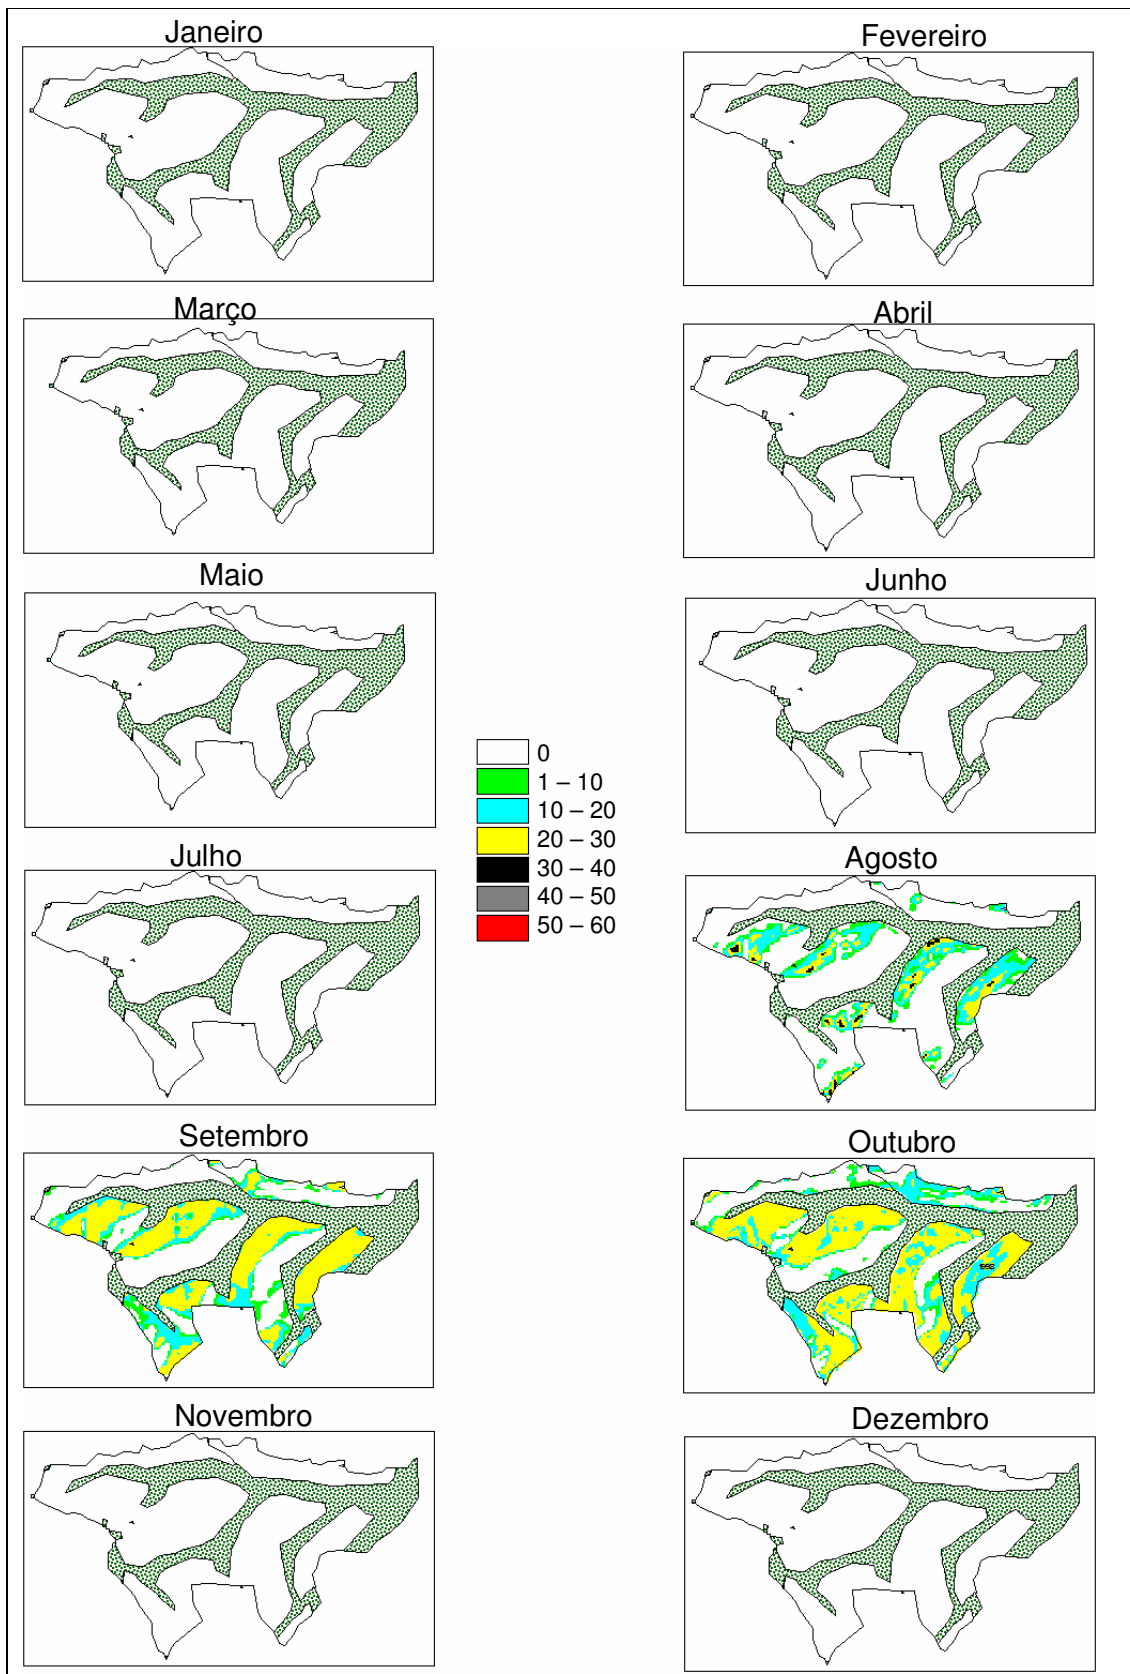 Janeiro
Fevereiro
Março
Abril
Maio
Junho
0
1 – 10
10 – 20
20 – 30
30 – 40
40 – 50
50 – 60
Julho
Agosto
Setembro
Outubro
Novembro
Dezembro